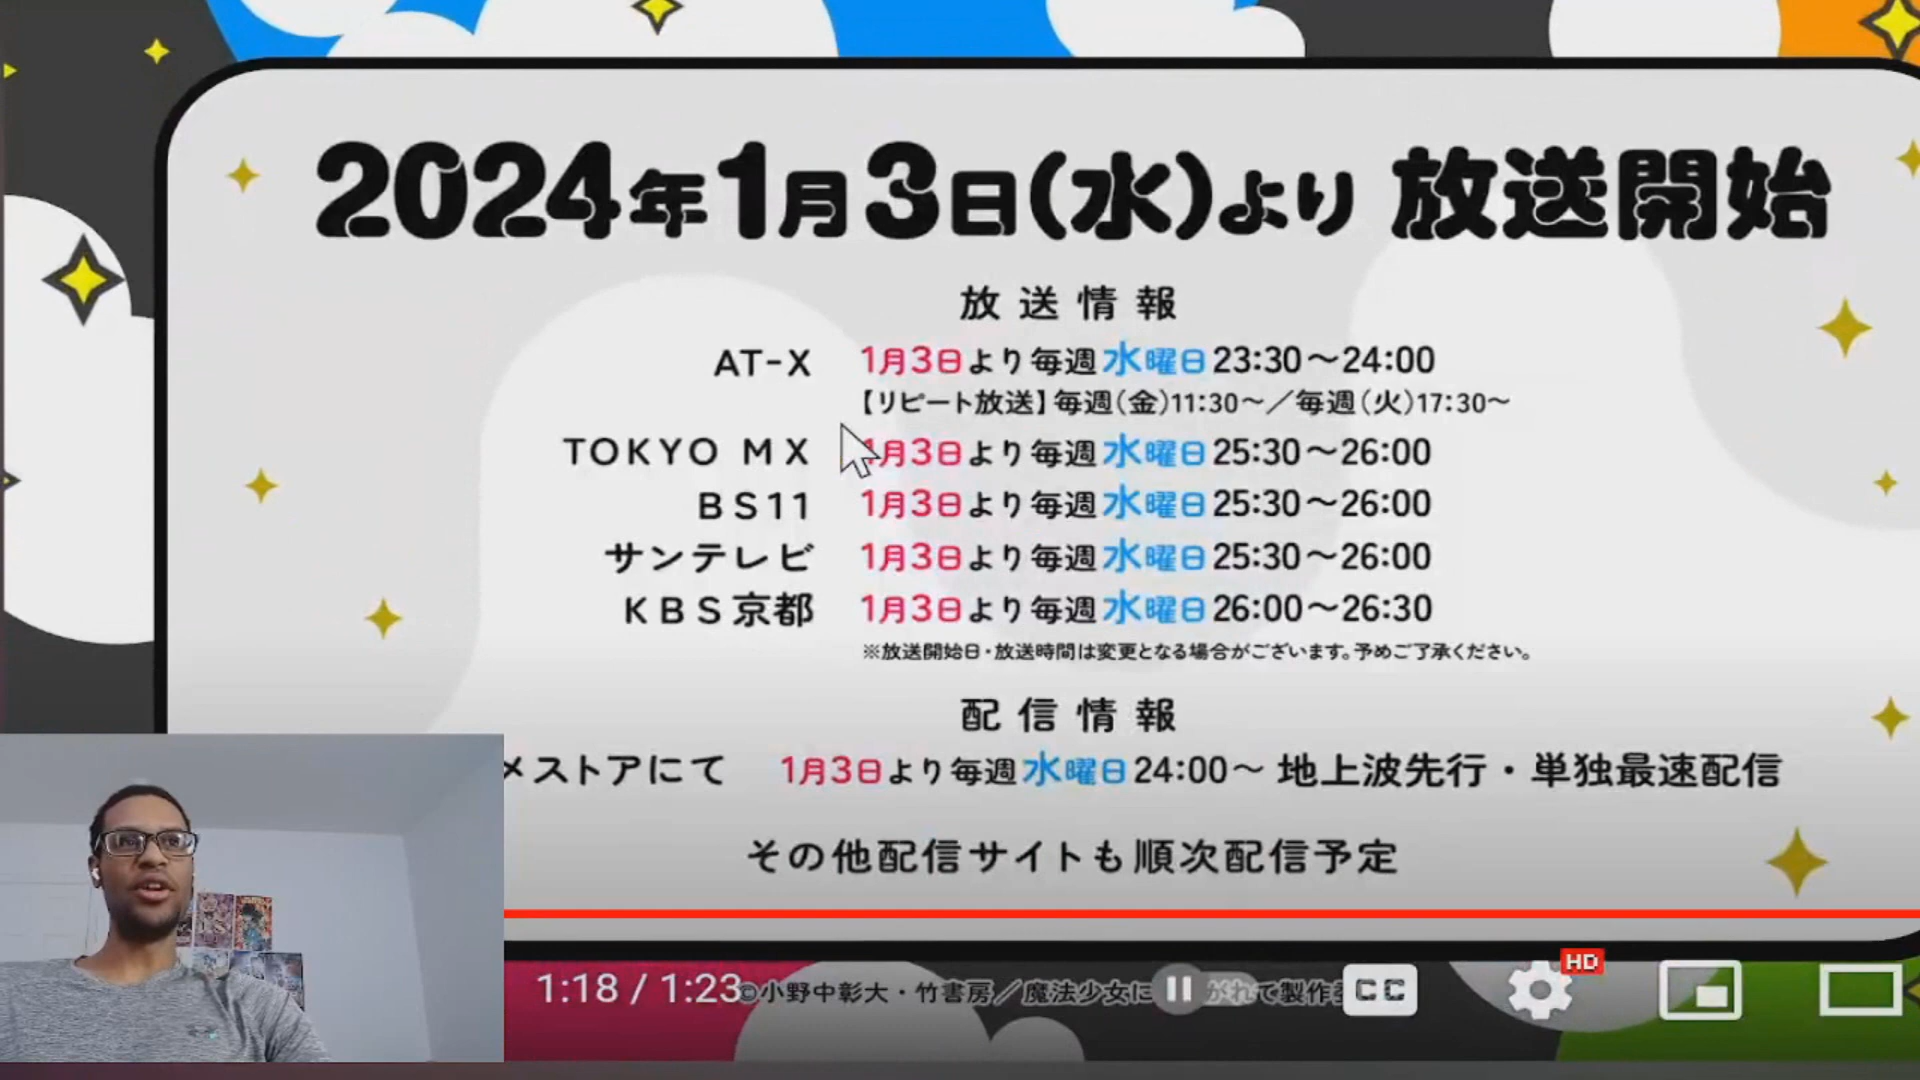 2024年1月3日(水)より 放送開始
放送情報
AT-X 1月3日より毎週水曜日23:30〜24:00
【リピート放送】毎週(金)11:30〜／毎週(火)17:30〜
TOKYO MX 1月3日より毎週水曜日25:30〜26:00
BS11 1月3日より毎週水曜日25:30〜26:00
サンテレビ 1月3日より毎週水曜日25:30〜26:00
KBS京都 1月3日より毎週水曜日26:00〜26:30
※放送開始日・放送時間は変更となる場合がございます。予めご了承ください。
配信情報
メストアにて 1月3日より毎週水曜日24:00〜 地上波先行・単独最速配信
その他配信サイトも順次配信予定
1:18 / 1:23 ©小野中彰大・竹書房／魔法少女に がれて製作 CC HD